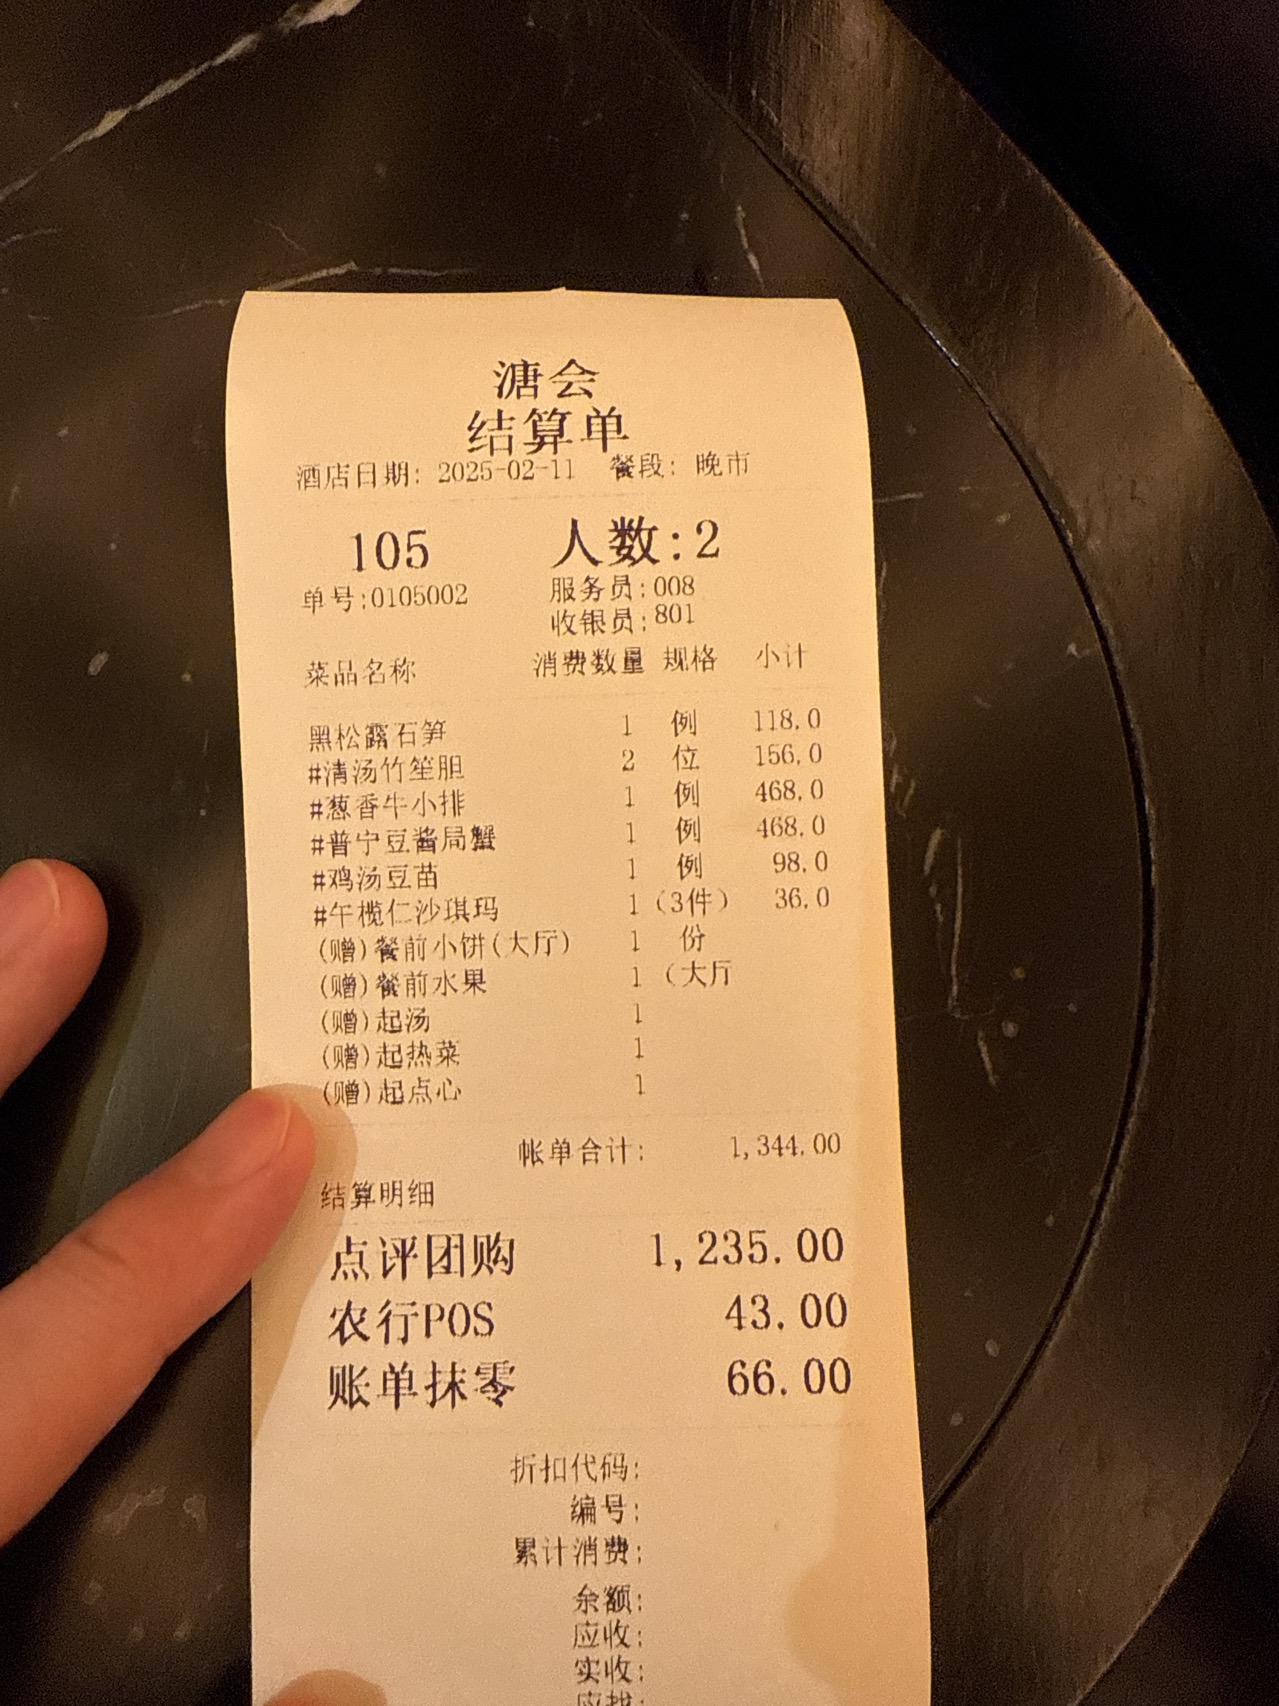 溏会
结算单
酒店日期: 2025-02-11 餐段: 晚市
105 人数:2
单号:0105002 服务员:008
收银员:801
菜品名称 消费数量 规格 小计
黑松露石笋 1 例 118.0
#清汤竹笙胆 2 位 156.0
#葱香牛小排 1 例 468.0
#普宁豆酱局蟹 1 例 468.0
#鸡汤豆苗 1 例 98.0
#午榄仁沙琪玛 1 (3件) 36.0
(赠)餐前小饼(大厅) 1 份
(赠)餐前水果 1 (大厅
(赠)起汤 1
(赠)起热菜 1
(赠)起点心 1
帐单合计: 1,344.00
结算明细
点评团购 1,235.00
农行POS 43.00
账单抹零 66.00
折扣代码:
编号:
累计消费:
余额:
应收:
实收: